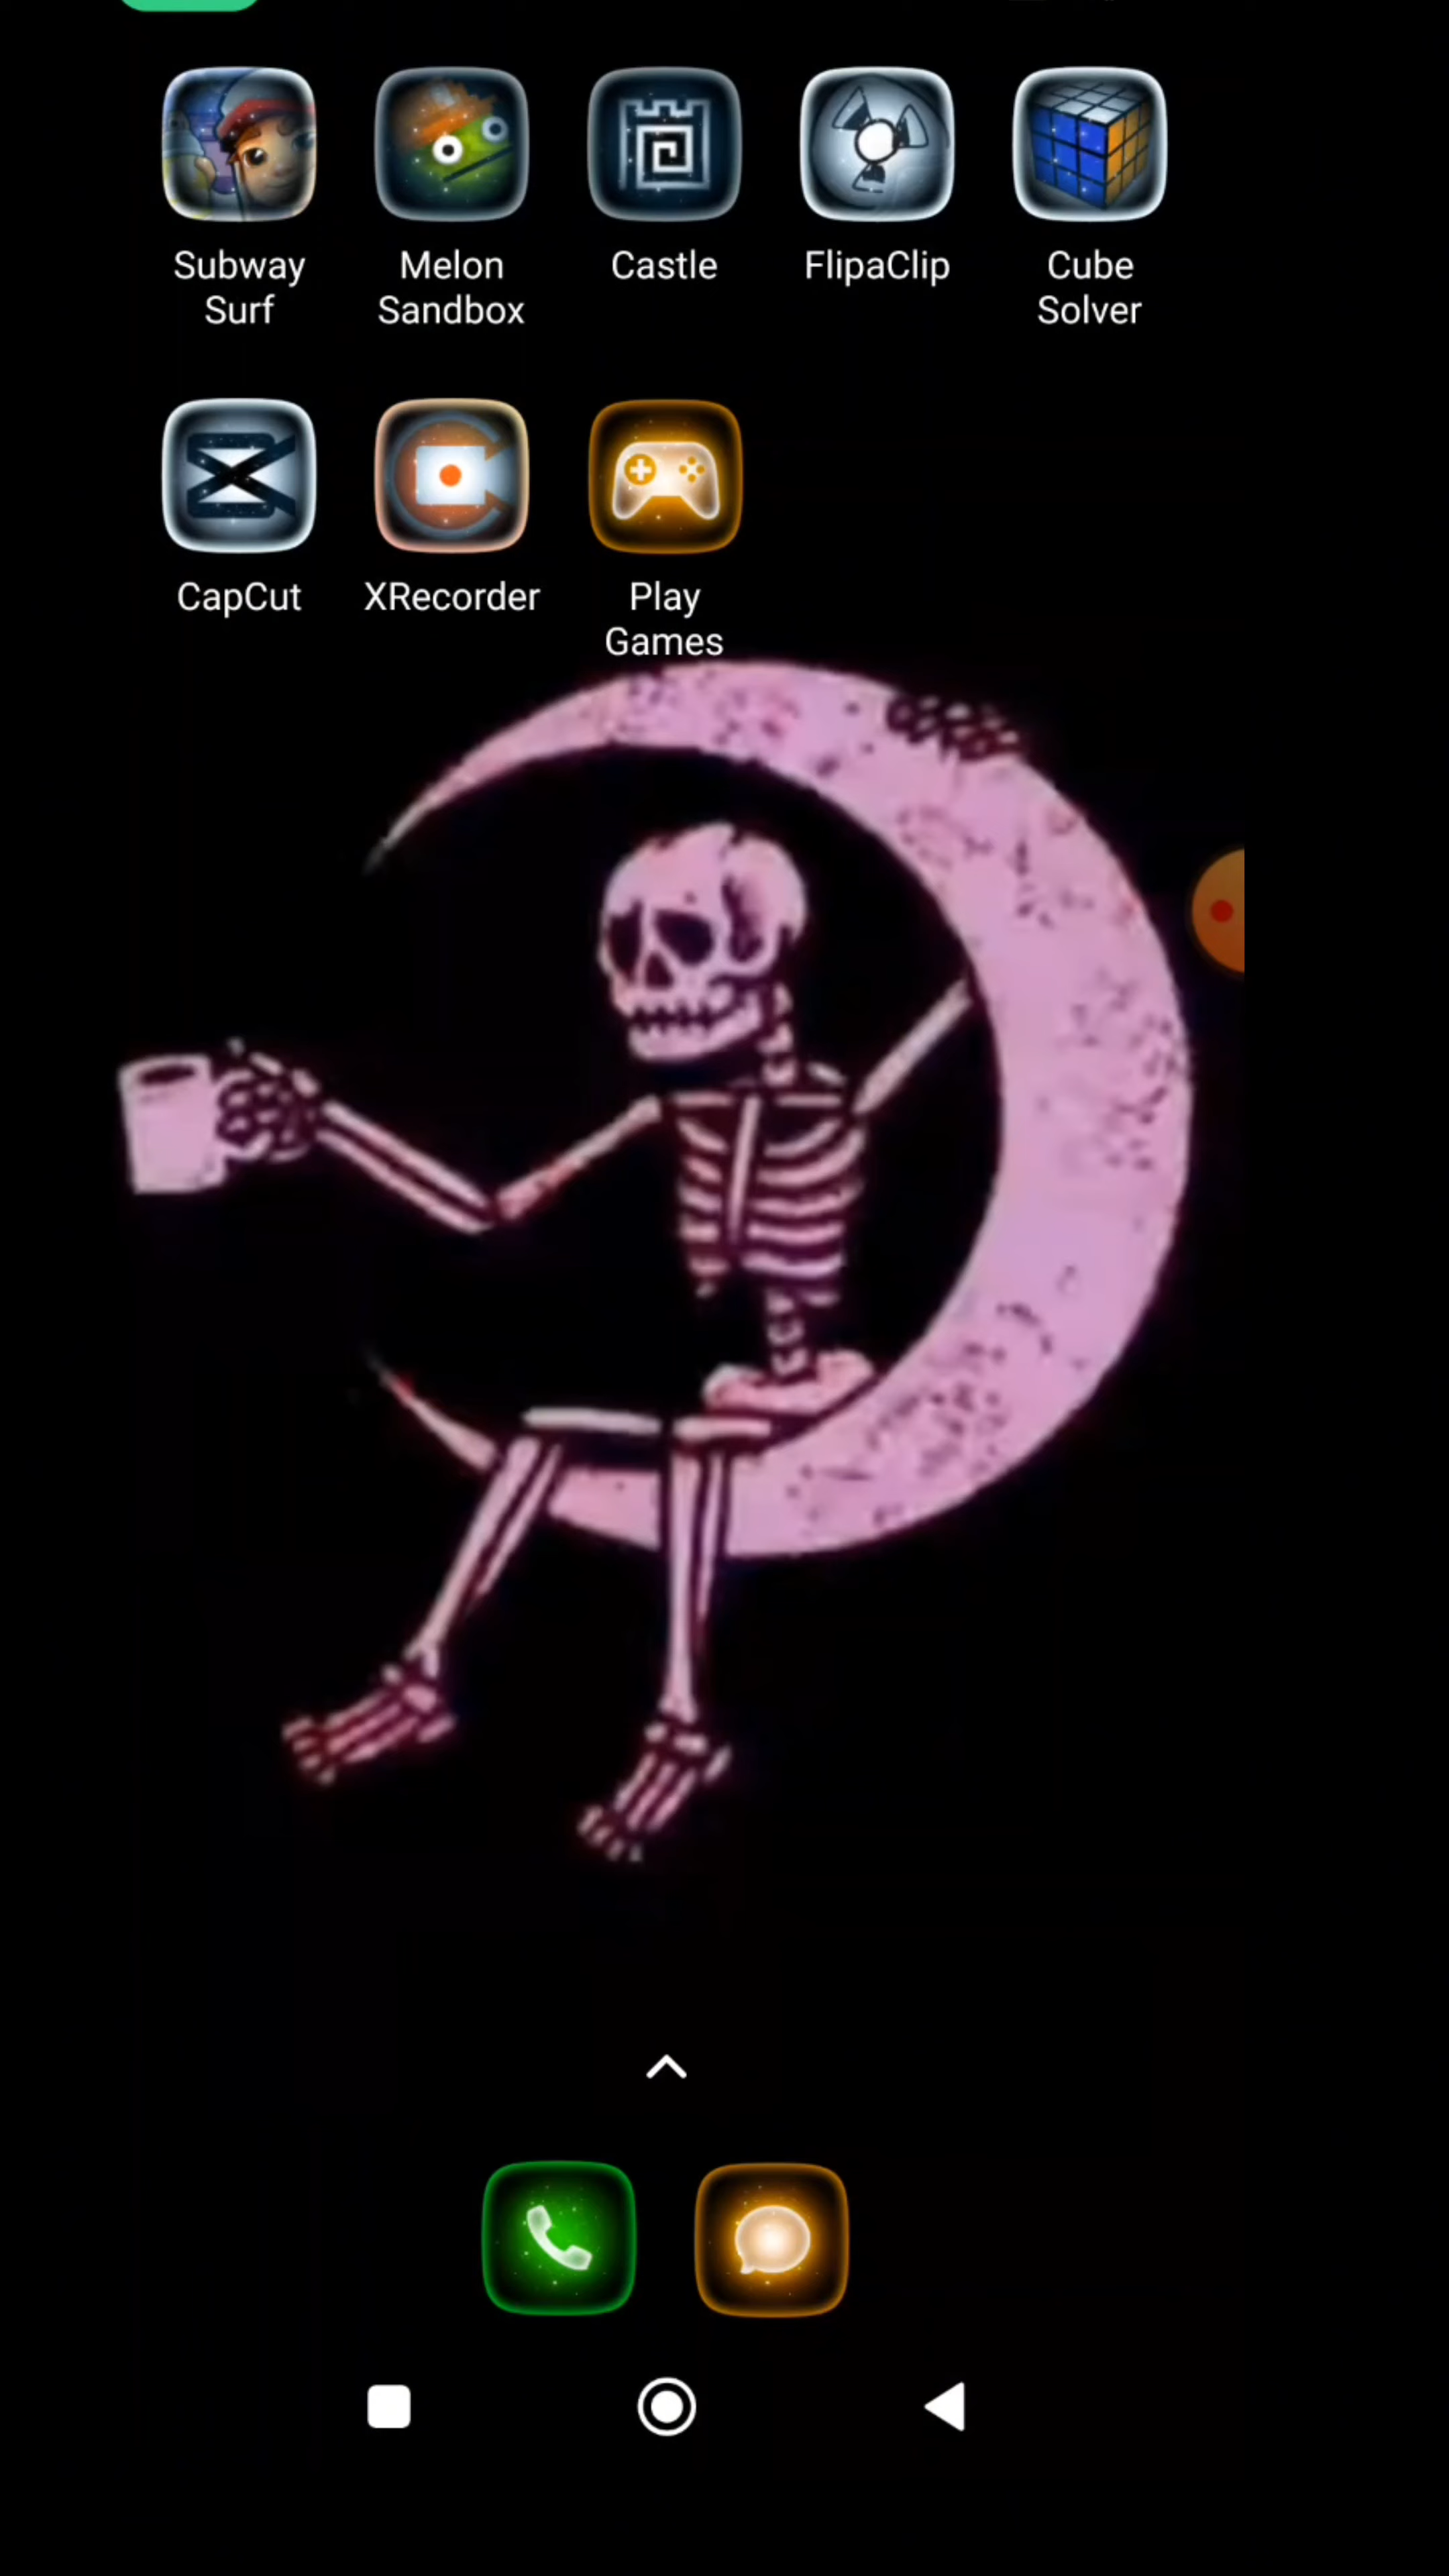 Subway
Surf
Melon
Sandbox
Castle
FlipaClip
Cube
Solver
CapCut
XRecorder
Play
Games